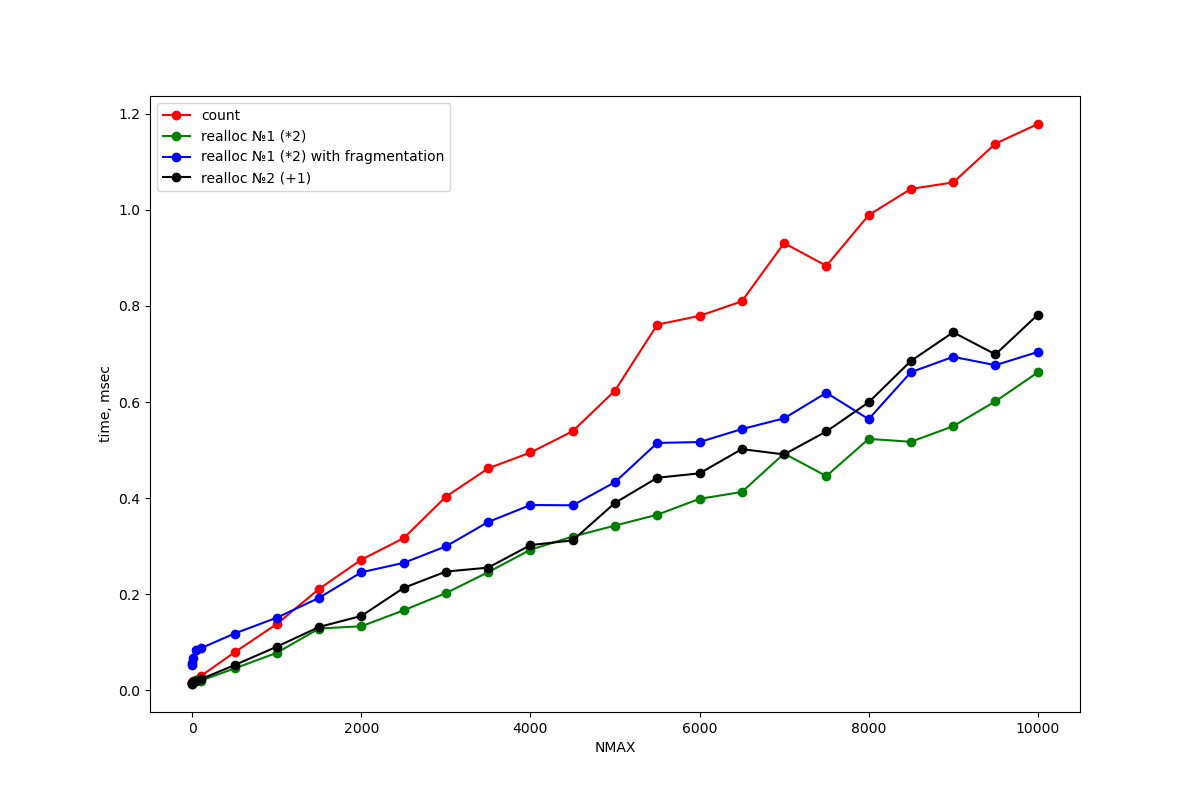 count
realloc №1 (*2)
realloc №1 (*2) with fragmentation
realloc №2 (+1)
1.2
1.0
0.8
0.6
0.4
0.2
0.0
time, msec
0 2000 4000 6000 8000 10000
NMAX